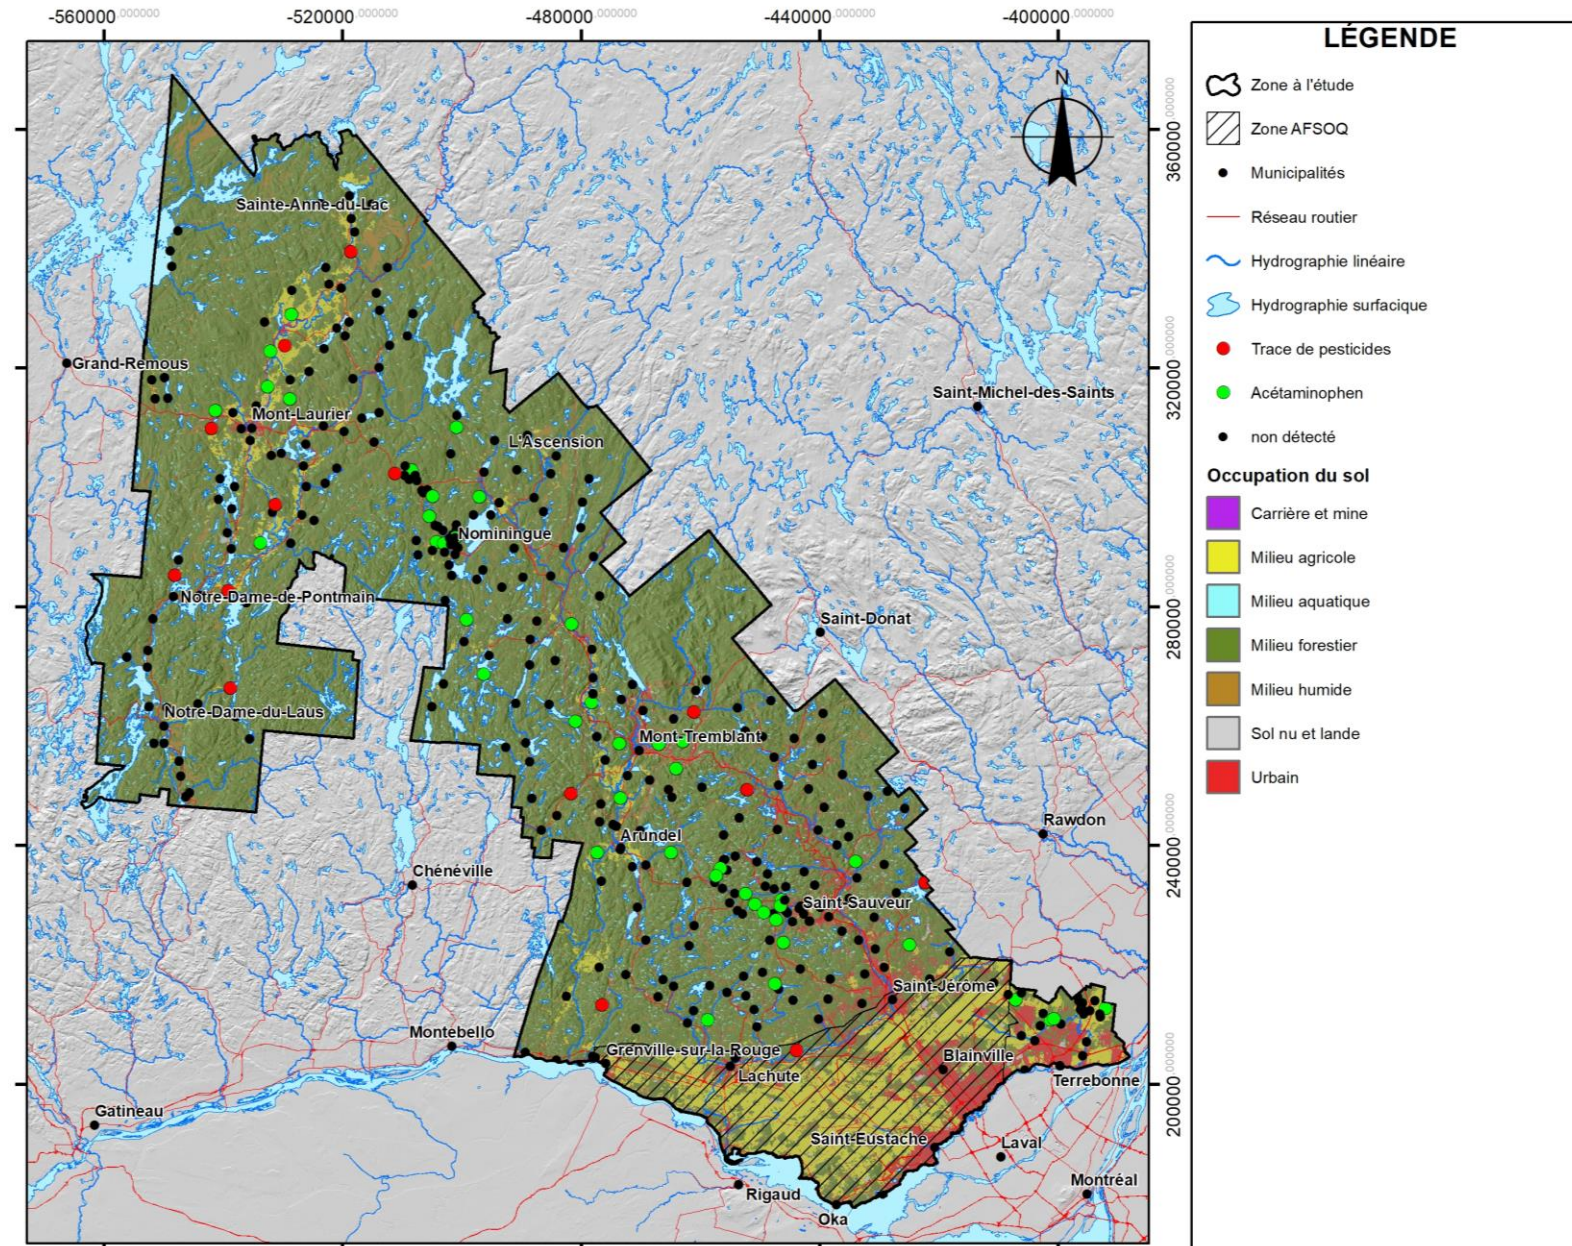 -560000,000000 -520000,000000 -480000,000000 -440000,000000 -400000,000000
LÉGENDE
N
Zone à l'étude
Zone AFSOQ
Municipalités
Réseau routier
Hydrographie linéaire
Hydrographie surfacique
Trace de pesticides
Acétaminophen
non détecté
Occupation du sol
Carrière et mine
Milieu agricole
Milieu aquatique
Milieu forestier
Milieu humide
Sol nu et lande
Urbain
360000,000000
320000,000000
280000,000000
240000,000000
200000,000000
Sainte-Anne-du-Lac
Grand-Remous
Saint-Michel-des-Saints
Mont-Laurier
L'Ascension
Nominingue
Notre-Dame-de-Pontmain
Saint-Donat
Notre-Dame-du-Laus
Mont-Tremblant
Rawdon
Arundel
Chénéville
Saint-Sauveur
Saint-Jérôme
Montebello
Grenville-sur-la-Rouge
Blainville
Lachute
Terrebonne
Gatineau
Saint-Eustache
Laval
Montréal
Rigaud
Oka